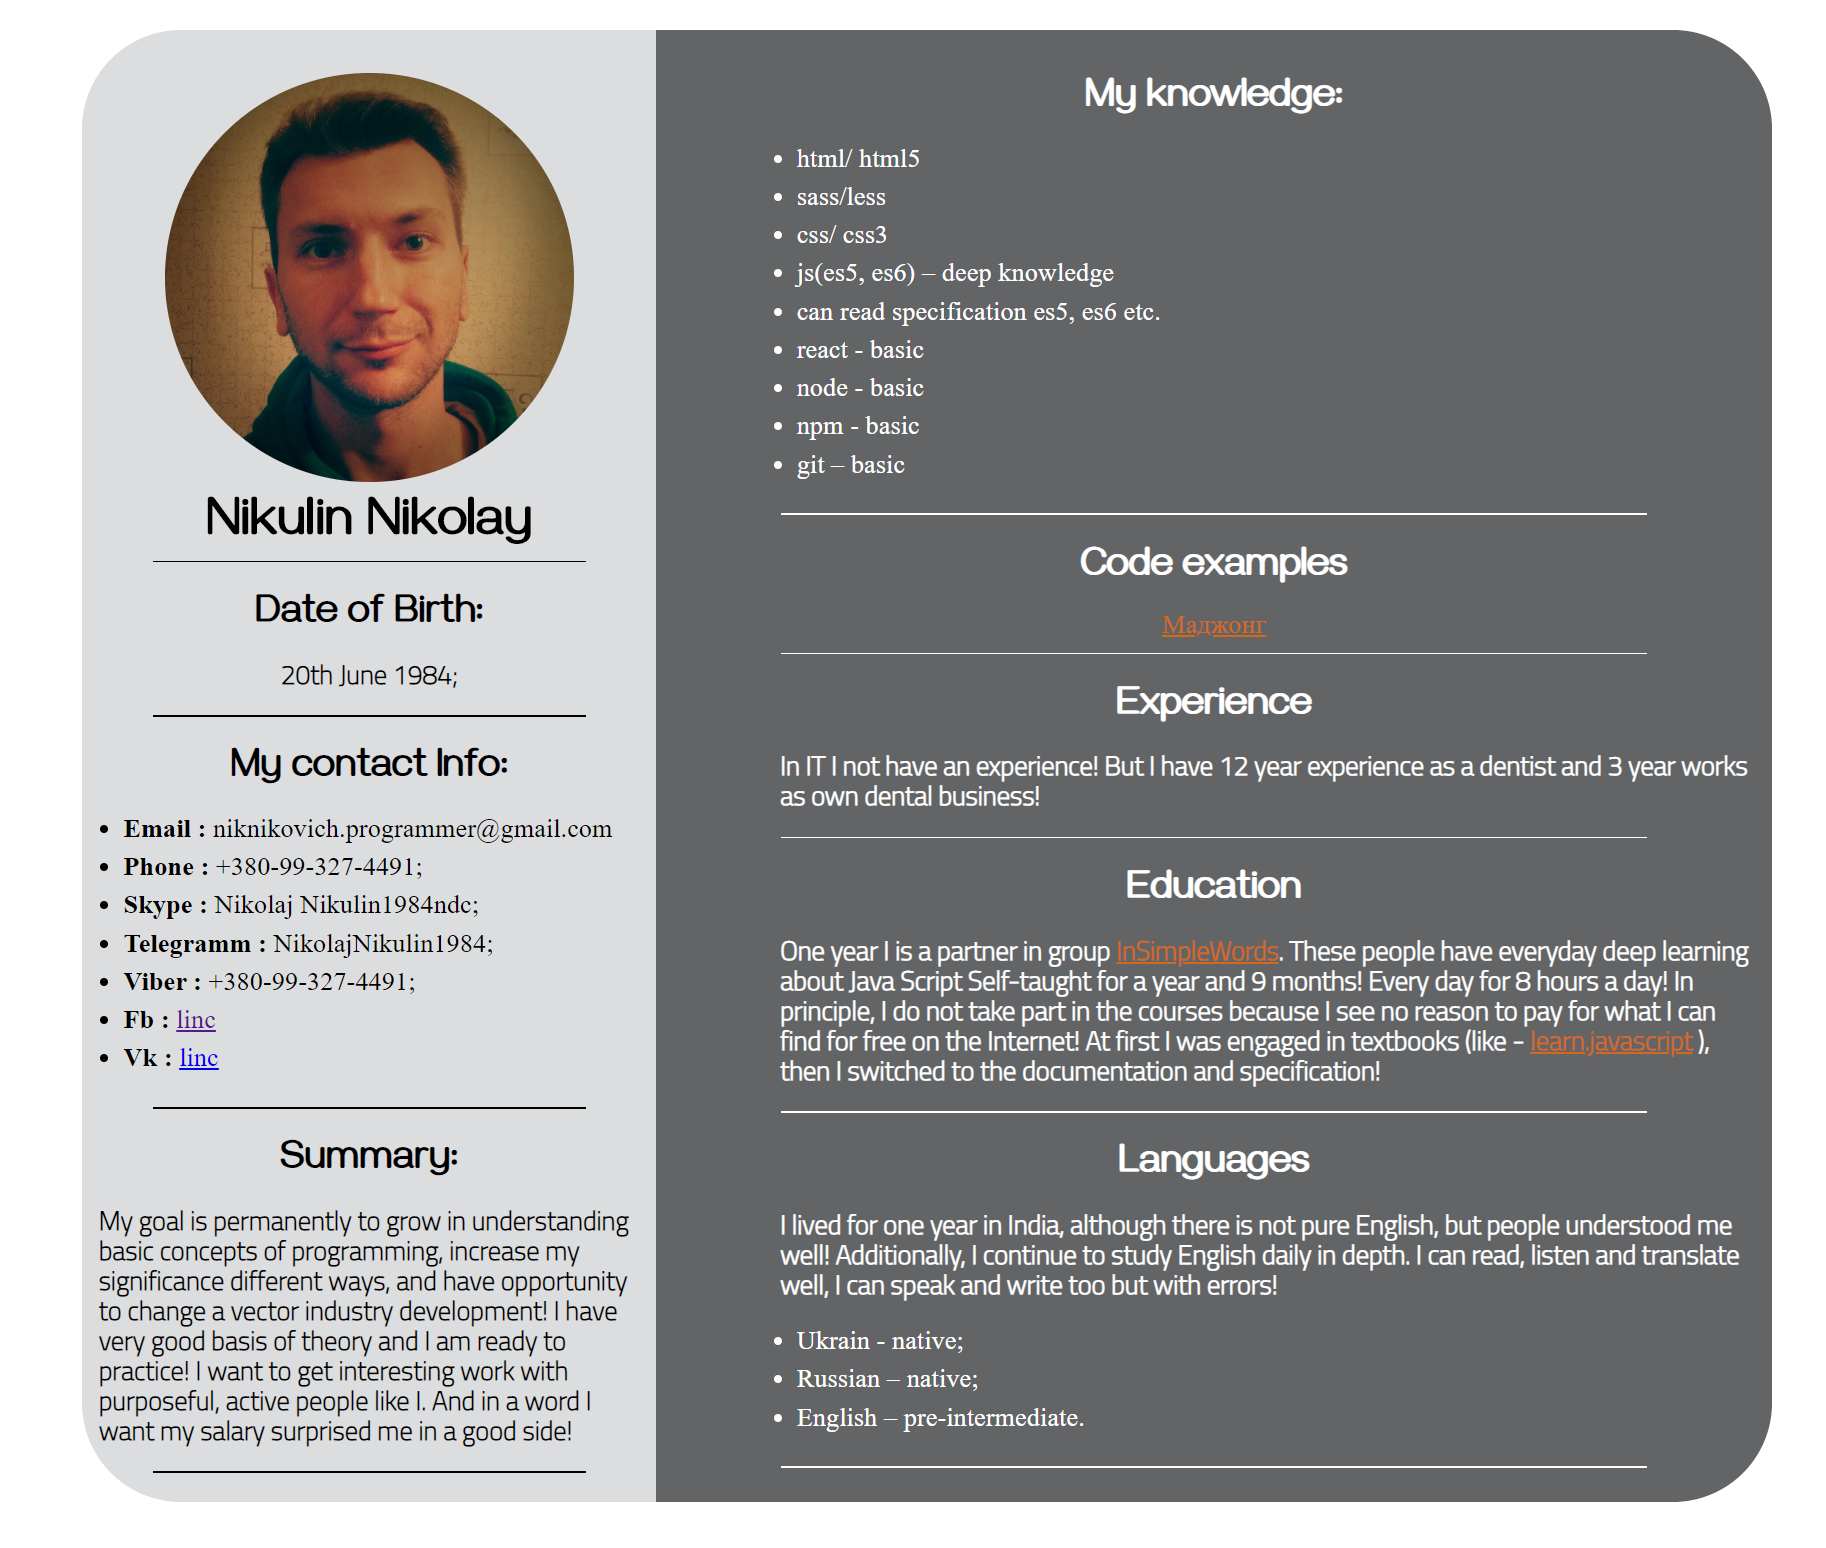 Nikulin Nikolay
Date of Birth:
20th June 1984;
My contact Info:
Email : niknikovich.programmer@gmail.com
Phone : +380-99-327-4491;
Skype : Nikolaj Nikulin1984ndc;
Telegramm : NikolajNikulin1984;
Viber : +380-99-327-4491;
Fb : linc
Vk : linc
Summary:
My goal is permanently to grow in understanding
basic concepts of programming, increase my
significance different ways, and have opportunity
to change a vector industry development! I have
very good basis of theory and I am ready to
practice! I want to get interesting work with
purposeful, active people like I. And in a word I
want my salary surprised me in a good side!
My knowledge:
html/ html5
sass/less
css/ css3
js(es5, es6) – deep knowledge
can read specification es5, es6 etc.
react - basic
node - basic
npm - basic
git – basic
Code examples
Маджонг
Experience
In IT I not have an experience! But I have 12 year experience as a dentist and 3 year works
as own dental business!
Education
One year I is a partner in group InSimpleWords. These people have everyday deep learning
about Java Script Self-taught for a year and 9 months! Every day for 8 hours a day! In
principle, I do not take part in the courses because I see no reason to pay for what I can
find for free on the Internet! At first I was engaged in textbooks (like - learn.javascript ),
then I switched to the documentation and specification!
Languages
I lived for one year in India, although there is not pure English, but people understood me
well! Additionally, I continue to study English daily in depth. I can read, listen and translate
well, I can speak and write too but with errors!
Ukrain - native;
Russian – native;
English – pre-intermediate.